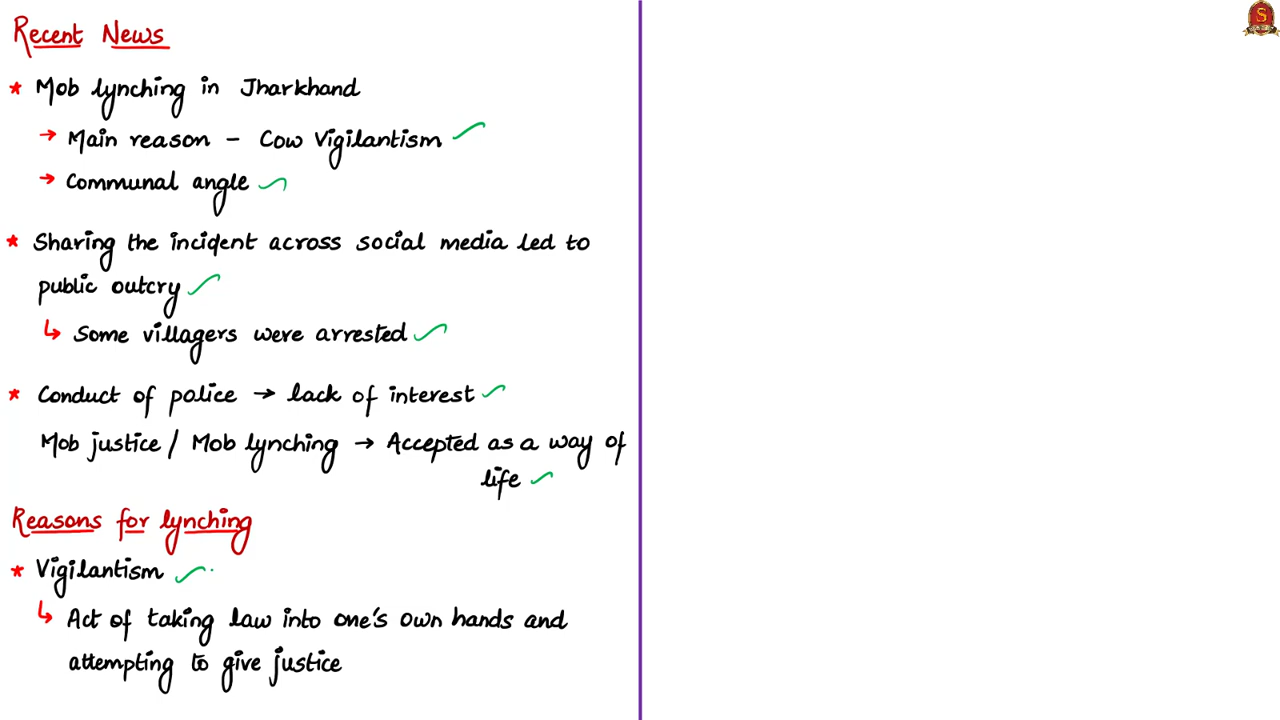 Recent News
* Mob lynching in Jharkhand
→ Main reason – Cow Vigilantism
→ Communal angle
* Sharing the incident across social media led to
public outcry
↳ Some villagers were arrested
* Conduct of police → lack of interest
Mob justice / Mob lynching → Accepted as a way of
life
Reasons for lynching
* Vigilantism
↳ Act of taking law into one's own hands and
attempting to give justice
S